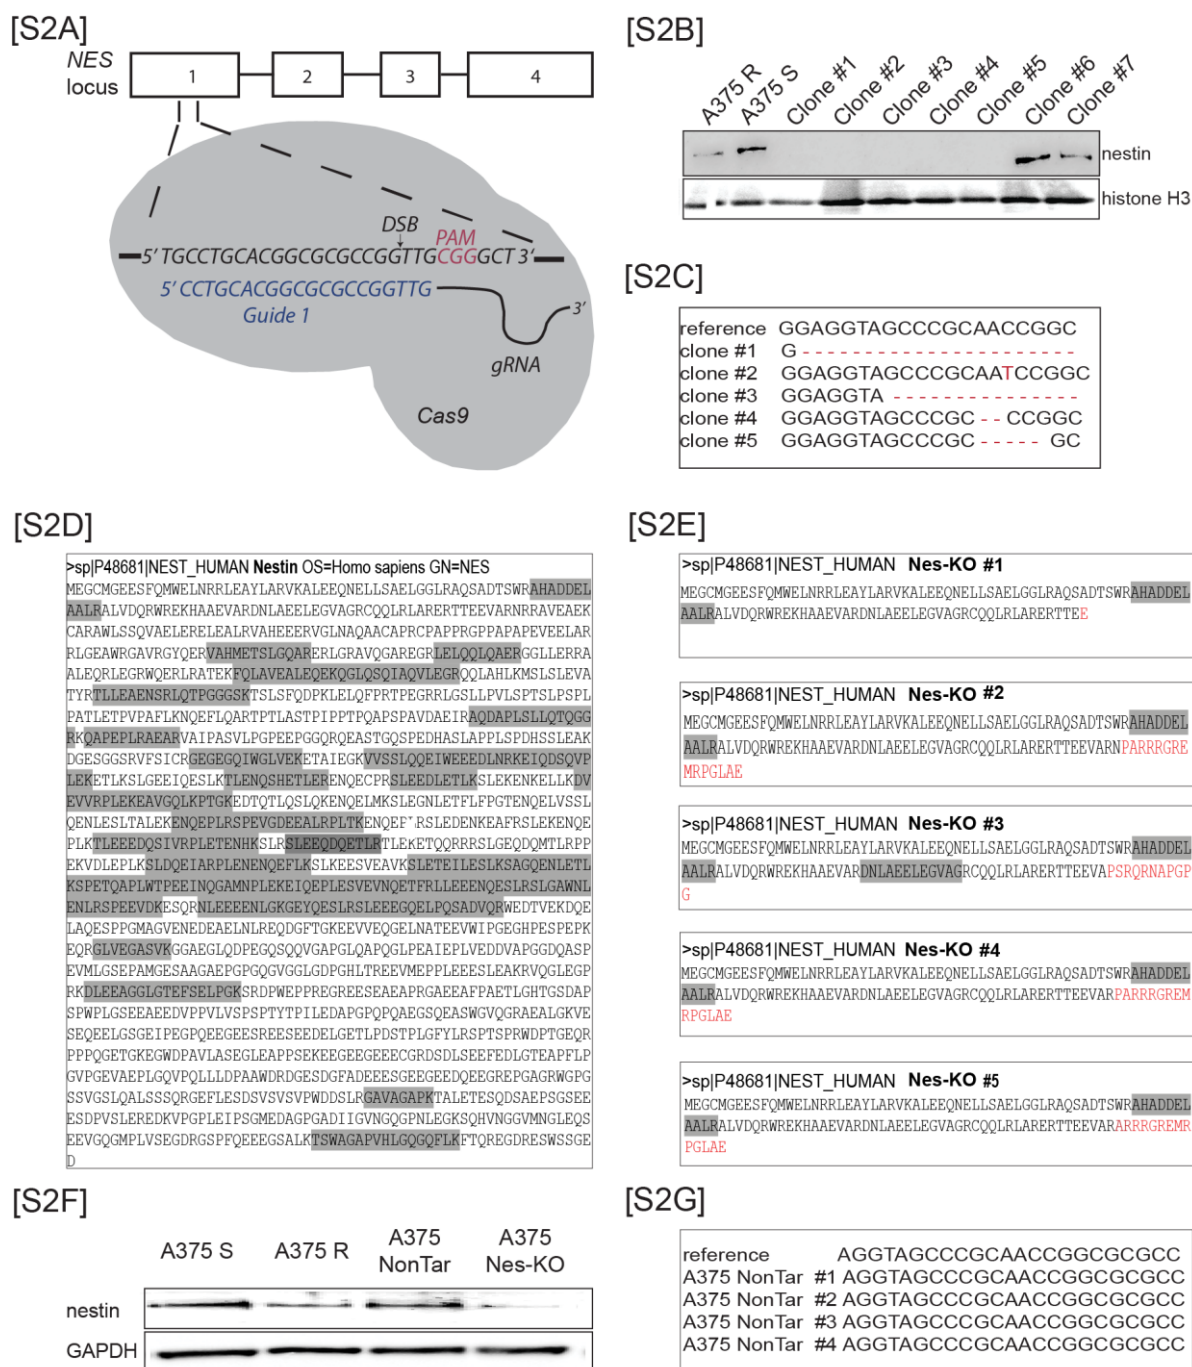 [S2A]
NES
locus
1
2
3
4
DSB
PAM
5' TGCCTGCACGGCGCGCCGGTTGCGGGCT 3'
5' CCTGCACGGCGCGCCGGTTG
Guide 1
3'
gRNA
Cas9
[S2B]
A375 R
A375 S
Clone #1
Clone #2
Clone #3
Clone #4
Clone #5
Clone #6
Clone #7
nestin
histone H3
[S2C]
reference GGAGGTAGCCCGCAACCGGC
clone #1 G - - - - - - - - - - - - - - - - - - - - - - -
clone #2 GGAGGTAGCCCGCAATCCGGC
clone #3 GGAGGTA - - - - - - - - - - - - - - - -
clone #4 GGAGGTAGCCCGC - - CCGGC
clone #5 GGAGGTAGCCCGC - - - - - GC
[S2D]
>sp|P48681|NEST_HUMAN Nestin OS=Homo sapiens GN=NES
MEGCMGEESFQMWELNRRLEAYLARVKALEEQNELLSAELGGLRAQSADTSWRAHADDEL
AALRALVDQRWREKHAAEVARDNLAEELEGVAGRCQQLRLARERTTEEVARNRRAVEAEK
CARAWLSSQVAELERELEALRVAHEEERVGLNAQAACAPRCPAPPRGPPAPAPEVEELAR
RLGEAWRGAVRGYQERVAHMETSLGQARERLGRAVQGAREGRLELQQLQAERGGLLERRA
ALEQRLEGRWQERLRATEKFQLAVEALEQEKQGLQSQIAQVLEGRQQLAHLKMSLSLEVA
TYRTLLEAENSRLQTPGGGSKTSLSFQDPKLELQFPRTPEGRRLGSLLPVLSPTSLPSPL
PATLETPVPAFLKNQEFLQARTPTLASTPIPPTPQAPSPAVDAEIRAQDAPLSLLQTQGG
RKQAPEPLRAEARVAIPASVLPGPEEPGGQRQEASTGQSPEDHASLAPPLSPDHSSLEAK
DGESGGSRVFSICRGEGEGQIWGLVEKETAIEGKVVSSLQQEIWEEEDLNRKEIQDSQVP
LEKETLKSLGEEIQESLKTLENQSHETLERENQECPRSLEEDLETLKSLEKENKELLKDV
EVVRPLEKEAVGQLKPTGKEDTQTLQSLQKENQELMKSLEGNLETFLFPGTENQELVSSL
QENLESLTALEKENQEPLRSPEVGDEEALRPLTKENQEP RSLEDENKEAFRSLEKENQE
PLKTLEEEDQSIVRPLETENHKSLRSLEEQDQETLRTLEKETQQRRRSLGEQDQMTLRPP
EKVDLEPLKSLDQEIARPLENENQEFLKSLKEESVEAVKSLETEILESLKSAGQENLETL
KSPETQAPLWTPEEINQGAMNPLEKEIQEPLESVEVNQETFRLLEEENQESLRSLGAWNL
ENLRSPEEVDKESQRNLEEEENLGKGEYQESLRSLEEEGQELPQSADVQRWEDTVEKDQE
LAQESPPGMAGVENEDEAELNLREQDGFTGKEEVVEQGELNATEEVWIPGEGHPESPEPK
EQRGLVEGASVKGGAEGLQDPEGQSQQVGAPGLQAPQGLPEAIEPLVEDDVAPGGDQASP
EVMLGSEPAMGESAAGAEPGPGQGVGGLGDPGHLTREEVMEPPLEEESLEAKRVQGLEGP
RKDLEEAGGLGTEFSELPGKSRDPWEPPREGREESEAEAPRGAEEAFPAETLGHTGSDAP
SPWPLGSEEAEEDVPPVLVSPSPTYTPILEDAPGPQPQAEGSQEASWGVQGRAEALGKVE
SEQEELGSGEIPEGPQEEGEESREESEEDELGETLPDSTPLGFYLRSPTSPRWDPTGEQR
PPPQGETGKEGWDPAVLASEGLEAPPSEKEEGEEGEEECGRDSDLSEEFEDLGTEAPFLP
GVPGEVAEPLGQVPQLLLDPAAWDRDGESDGFADEEESGEEGEEDQEEGREPGAGRWGPG
SSVGSLQALSSSQRGEFLESDSVSVSVPWDDSLRGAVAGAPKTALETESQDSAEPSGSEE
ESDPVSLEREDKVPGPLEIPSGMEDAGPGADIIGVNGQGPNLEGKSQHVNGGVMNGLEQS
EEVGQGMPLVSEGDRGSPFQEEEGSALKTSWAGAPVHLGQGQFLKFTQREGDRESWSSGE
D
[S2E]
>sp|P48681|NEST_HUMAN Nes-KO #1
MEGCMGEESFQMWELNRRLEAYLARVKALEEQNELLSAELGGLRAQSADTSWRAHADDEL
AALRALVDQRWREKHAAEVARDNLAEELEGVAGRCQQLRLARERTTEE
>sp|P48681|NEST_HUMAN Nes-KO #2
MEGCMGEESFQMWELNRRLEAYLARVKALEEQNELLSAELGGLRAQSADTSWRAHADDEL
AALRALVDQRWREKHAAEVARDNLAEELEGVAGRCQQLRLARERTTEEVARNPARRRGRE
MRPGLAE
>sp|P48681|NEST_HUMAN Nes-KO #3
MEGCMGEESFQMWELNRRLEAYLARVKALEEQNELLSAELGGLRAQSADTSWRAHADDEL
AALRALVDQRWREKHAAEVARDNLAEELEGVAGRCQQLRLARERTTEEVAPSRQRNAPGP
G
>sp|P48681|NEST_HUMAN Nes-KO #4
MEGCMGEESFQMWELNRRLEAYLARVKALEEQNELLSAELGGLRAQSADTSWRAHADDEL
AALRALVDQRWREKHAAEVARDNLAEELEGVAGRCQQLRLARERTTEEVARPARRRGREM
RPGLAE
>sp|P48681|NEST_HUMAN Nes-KO #5
MEGCMGEESFQMWELNRRLEAYLARVKALEEQNELLSAELGGLRAQSADTSWRAHADDEL
AALRALVDQRWREKHAAEVARDNLAEELEGVAGRCQQLRLARERTTEEVARARRRGREMR
PGLAE
[S2F]
A375 S
A375 R
A375
NonTar
A375
Nes-KO
nestin
GAPDH
[S2G]
reference AGGTAGCCCGCAACCGGCGCGCC
A375 NonTar #1 AGGTAGCCCGCAACCGGCGCGCC
A375 NonTar #2 AGGTAGCCCGCAACCGGCGCGCC
A375 NonTar #3 AGGTAGCCCGCAACCGGCGCGCC
A375 NonTar #4 AGGTAGCCCGCAACCGGCGCGCC